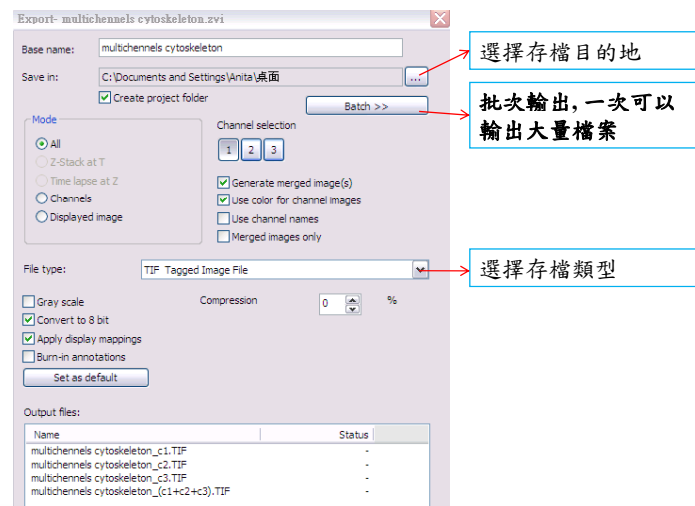 Export- multichennels cytoskeleton.zvi
Base name: multichennels cytoskeleton
選擇存檔目的地
Save in: C:\Documents and Settings\Anita\桌面 ...
Create project folder
Batch >>
批次輸出,一次可以
輸出大量檔案
Mode
All
Z-Stack at T
Time lapse at Z
Channels
Displayed image
Channel selection
1 2 3
Generate merged image(s)
Use color for channel images
Use channel names
Merged images only
File type: TIF Tagged Image File
選擇存檔類型
Gray scale
Compression 0 %
Convert to 8 bit
Apply display mappings
Burn-in annotations
Set as default
Output files:
Name Status
multichennels cytoskeleton_c1.TIF -
multichennels cytoskeleton_c2.TIF -
multichennels cytoskeleton_c3.TIF -
multichennels cytoskeleton_(c1+c2+c3).TIF -